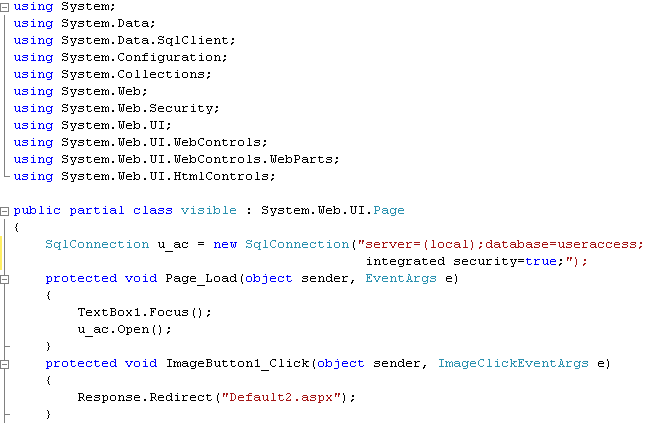 using System;
using System.Data;
using System.Data.SqlClient;
using System.Configuration;
using System.Collections;
using System.Web;
using System.Web.Security;
using System.Web.UI;
using System.Web.UI.WebControls;
using System.Web.UI.WebControls.WebParts;
using System.Web.UI.HtmlControls;
public partial class visible : System.Web.UI.Page
{
SqlConnection u_ac = new SqlConnection("server=(local);database=useraccess;
integrated security=true;");
protected void Page_Load(object sender, EventArgs e)
{
TextBox1.Focus();
u_ac.Open();
}
protected void ImageButton1_Click(object sender, ImageClickEventArgs e)
{
Response.Redirect("Default2.aspx");
}